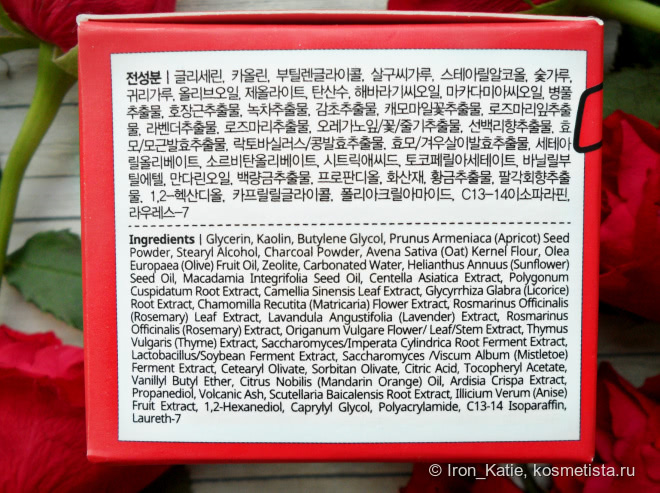 전성분 | 글리세린, 카올린, 부틸렌글라이콜, 살구씨가루, 스테아릴알코올, 숯가루,
귀리가루, 올리브오일, 제올라이트, 탄산수, 해바라기씨오일, 마카다미아씨오일, 병풀
추출물, 호장근추출물, 녹차추출물, 감초추출물, 캐모마일꽃추출물, 로즈마리잎추출
물, 라벤더추출물, 로즈마리추출물, 오레가노잎/꽃/줄기추출물, 선백리향추출물, 효
모/모근발효추출물, 락토바실러스/콩발효추출물, 효모/겨우살이발효추출물, 세테아
릴올리베이트, 소르비탄올리베이트, 시트릭애씨드, 토코페릴아세테이트, 바닐릴부
틸에텔, 만다린오일, 백량금추출물, 프로판디올, 화산재, 황금추출물, 팔각회향추출
물, 1,2-헥산디올, 카프릴릴글라이콜, 폴리아크릴아마이드, C13-14이소파라핀,
라우레스-7
Ingredients | Glycerin, Kaolin, Butylene Glycol, Prunus Armeniaca (Apricot) Seed
Powder, Stearyl Alcohol, Charcoal Powder, Avena Sativa (Oat) Kernel Flour, Olea
Europaea (Olive) Fruit Oil, Zeolite, Carbonated Water, Helianthus Annuus (Sunflower)
Seed Oil, Macadamia Integrifolia Seed Oil, Centella Asiatica Extract, Polygonum
Cuspidatum Root Extract, Camellia Sinensis Leaf Extract, Glycyrrhiza Glabra (Licorice)
Root Extract, Chamomilla Recutita (Matricaria) Flower Extract, Rosmarinus Officinalis
(Rosemary) Leaf Extract, Lavandula Angustifolia (Lavender) Extract, Rosmarinus
Officinalis (Rosemary) Extract, Origanum Vulgare Flower/ Leaf/Stem Extract, Thymus
Vulgaris (Thyme) Extract, Saccharomyces/Imperata Cylindrica Root Ferment Extract,
Lactobacillus/Soybean Ferment Extract, Saccharomyces /Viscum Album (Mistletoe)
Ferment Extract, Cetearyl Olivate, Sorbitan Olivate, Citric Acid, Tocopheryl Acetate,
Vanillyl Butyl Ether, Citrus Nobilis (Mandarin Orange) Oil, Ardisia Crispa Extract,
Propanediol, Volcanic Ash, Scutellaria Baicalensis Root Extract, Illicium Verum (Anise)
Fruit Extract, 1,2-Hexanediol, Caprylyl Glycol, Polyacrylamide, C13-14 Isoparaffin,
Laureth-7
© Iron_Katie, kosmetista.ru